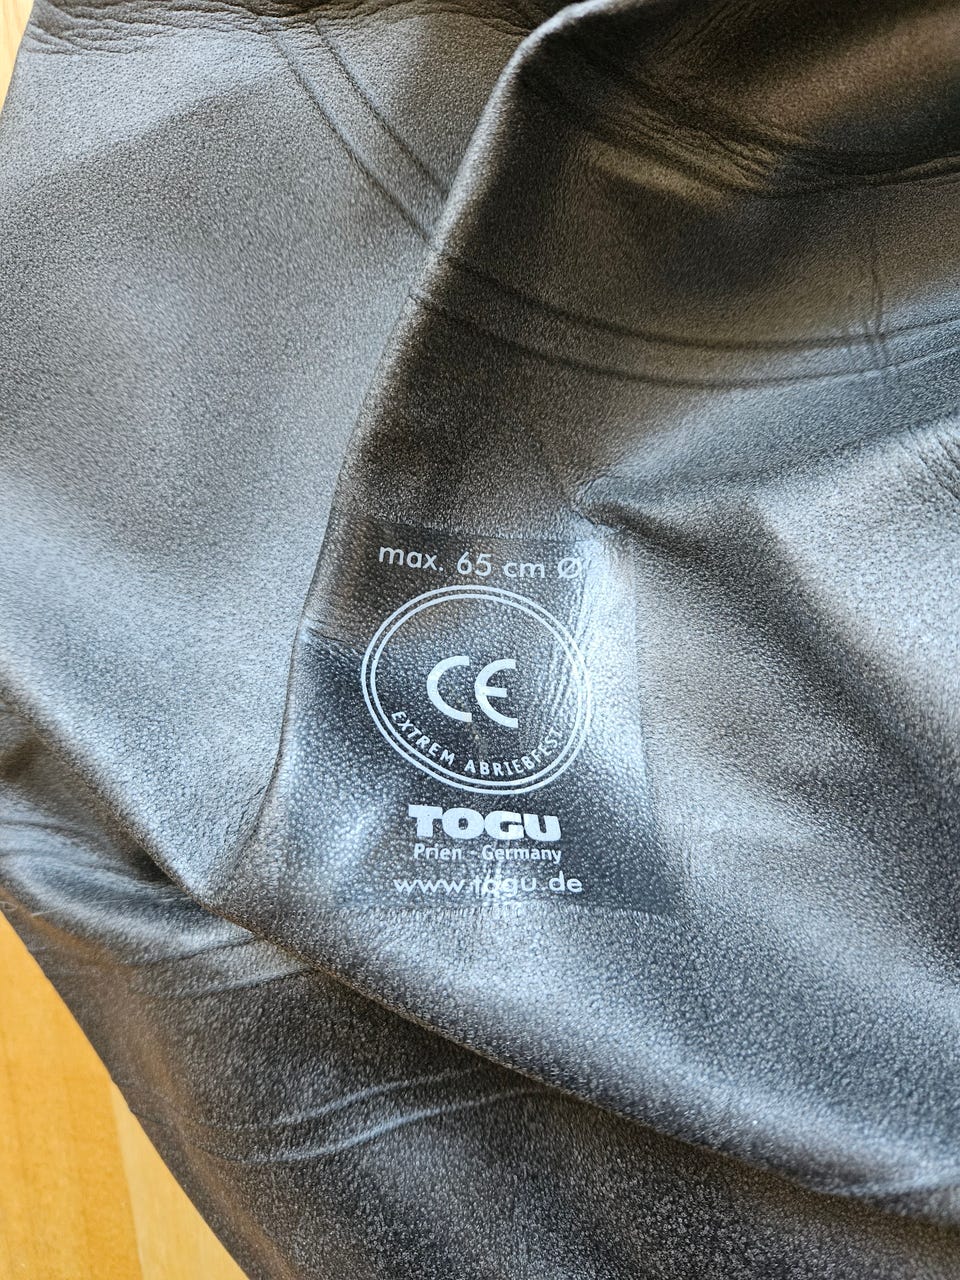 max. 65 cm Ø
CE
EXTREM ABRIEBFEST
TOGU
Prien - Germany
www.togu.de